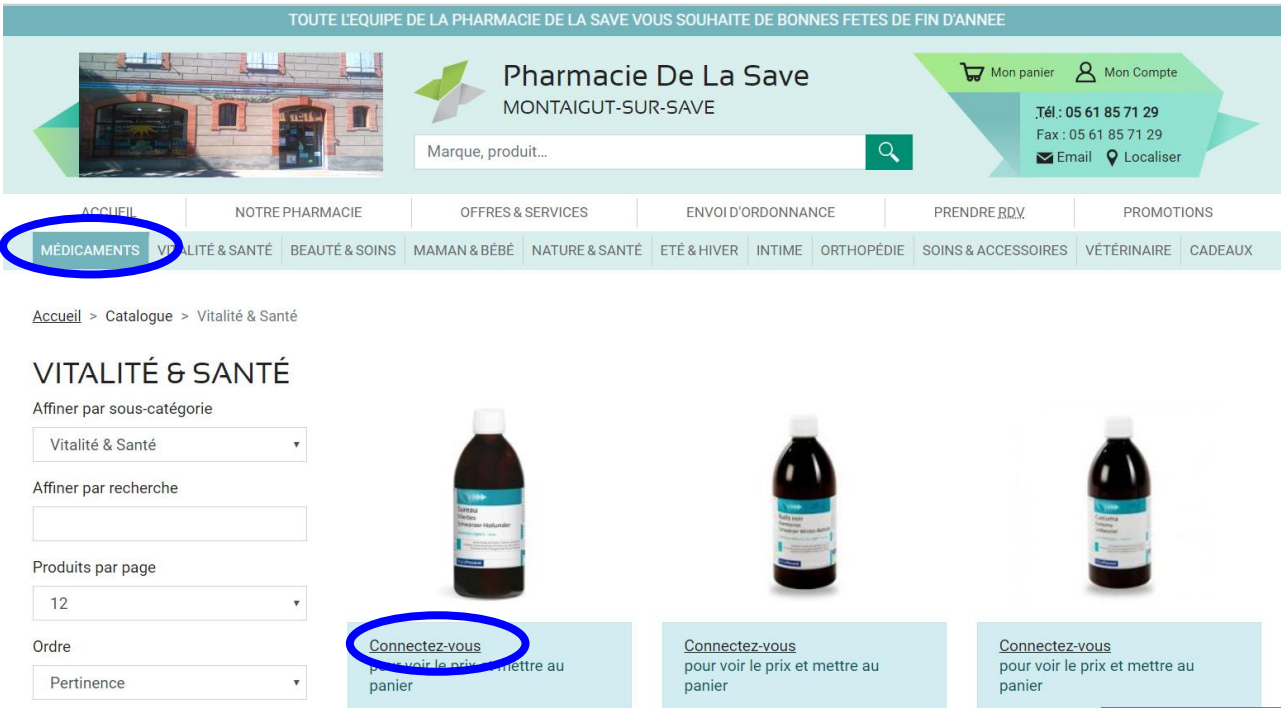 TOUTE L'EQUIPE DE LA PHARMACIE DE LA SAVE VOUS SOUHAITE DE BONNES FETES DE FIN D'ANNEE
Pharmacie De La Save
MONTAIGUT-SUR-SAVE
Marque, produit...
Mon panier Mon Compte
Tél : 05 61 85 71 29
Fax : 05 61 85 71 29
Email Localiser
ACCUEIL NOTRE PHARMACIE OFFRES & SERVICES ENVOI D'ORDONNANCE PRENDRE RDV PROMOTIONS
MÉDICAMENTS VITALITÉ & SANTÉ BEAUTÉ & SOINS MAMAN & BÉBÉ NATURE & SANTÉ ETÉ & HIVER INTIME ORTHOPÉDIE SOINS & ACCESSOIRES VÉTÉRINAIRE CADEAUX
Accueil > Catalogue > Vitalité & Santé
VITALITÉ & SANTÉ
Affiner par sous-catégorie
Vitalité & Santé
Affiner par recherche
Produits par page
12
Ordre
Pertinence
Sureau
Schwarzer Holunder
Radis noir
Curcuma
Connectez-vous
pour voir le prix et mettre au
panier
Connectez-vous
pour voir le prix et mettre au
panier
Connectez-vous
pour voir le prix et mettre au
panier